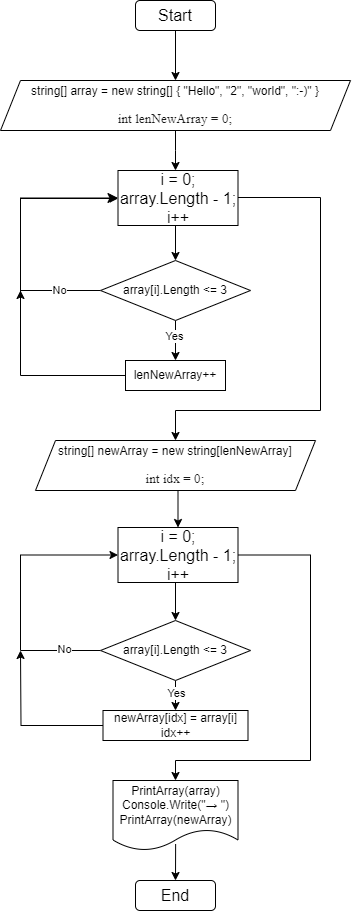 Start
string[] array = new string[] { "Hello", "2", "world", ":-)" }
int lenNewArray = 0;
i = 0;
array.Length - 1;
i++
No
array[i].Length <= 3
Yes
lenNewArray++
string[] newArray = new string[lenNewArray]
int idx = 0;
i = 0;
array.Length - 1;
i++
No
array[i].Length <= 3
Yes
newArray[idx] = array[i]
idx++
PrintArray(array)
Console.Write("→ ")
PrintArray(newArray)
End